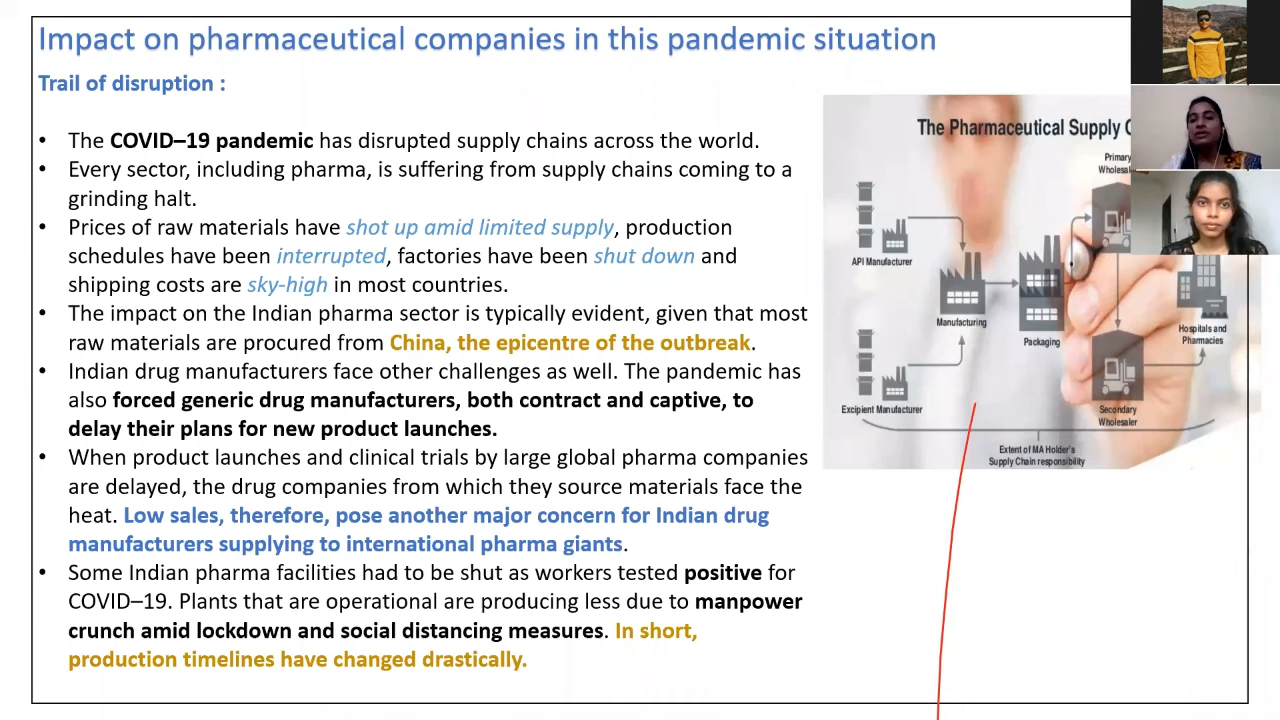 Impact on pharmaceutical companies in this pandemic situation
Trail of disruption :
• The COVID–19 pandemic has disrupted supply chains across the world.
• Every sector, including pharma, is suffering from supply chains coming to a
grinding halt.
• Prices of raw materials have shot up amid limited supply, production
schedules have been interrupted, factories have been shut down and
shipping costs are sky-high in most countries.
• The impact on the Indian pharma sector is typically evident, given that most
raw materials are procured from China, the epicentre of the outbreak.
• Indian drug manufacturers face other challenges as well. The pandemic has
also forced generic drug manufacturers, both contract and captive, to
delay their plans for new product launches.
• When product launches and clinical trials by large global pharma companies
are delayed, the drug companies from which they source materials face the
heat. Low sales, therefore, pose another major concern for Indian drug
manufacturers supplying to international pharma giants.
• Some Indian pharma facilities had to be shut as workers tested positive for
COVID–19. Plants that are operational are producing less due to manpower
crunch amid lockdown and social distancing measures. In short,
production timelines have changed drastically.
The Pharmaceutical Supply
Primary
API Manufacturer
Manufacturing
Packaging
Hospitals and
Pharmacies
Excipient Manufacturer
Secondary
Wholesaler
Extent of MA Holder's
Supply Chain responsibility